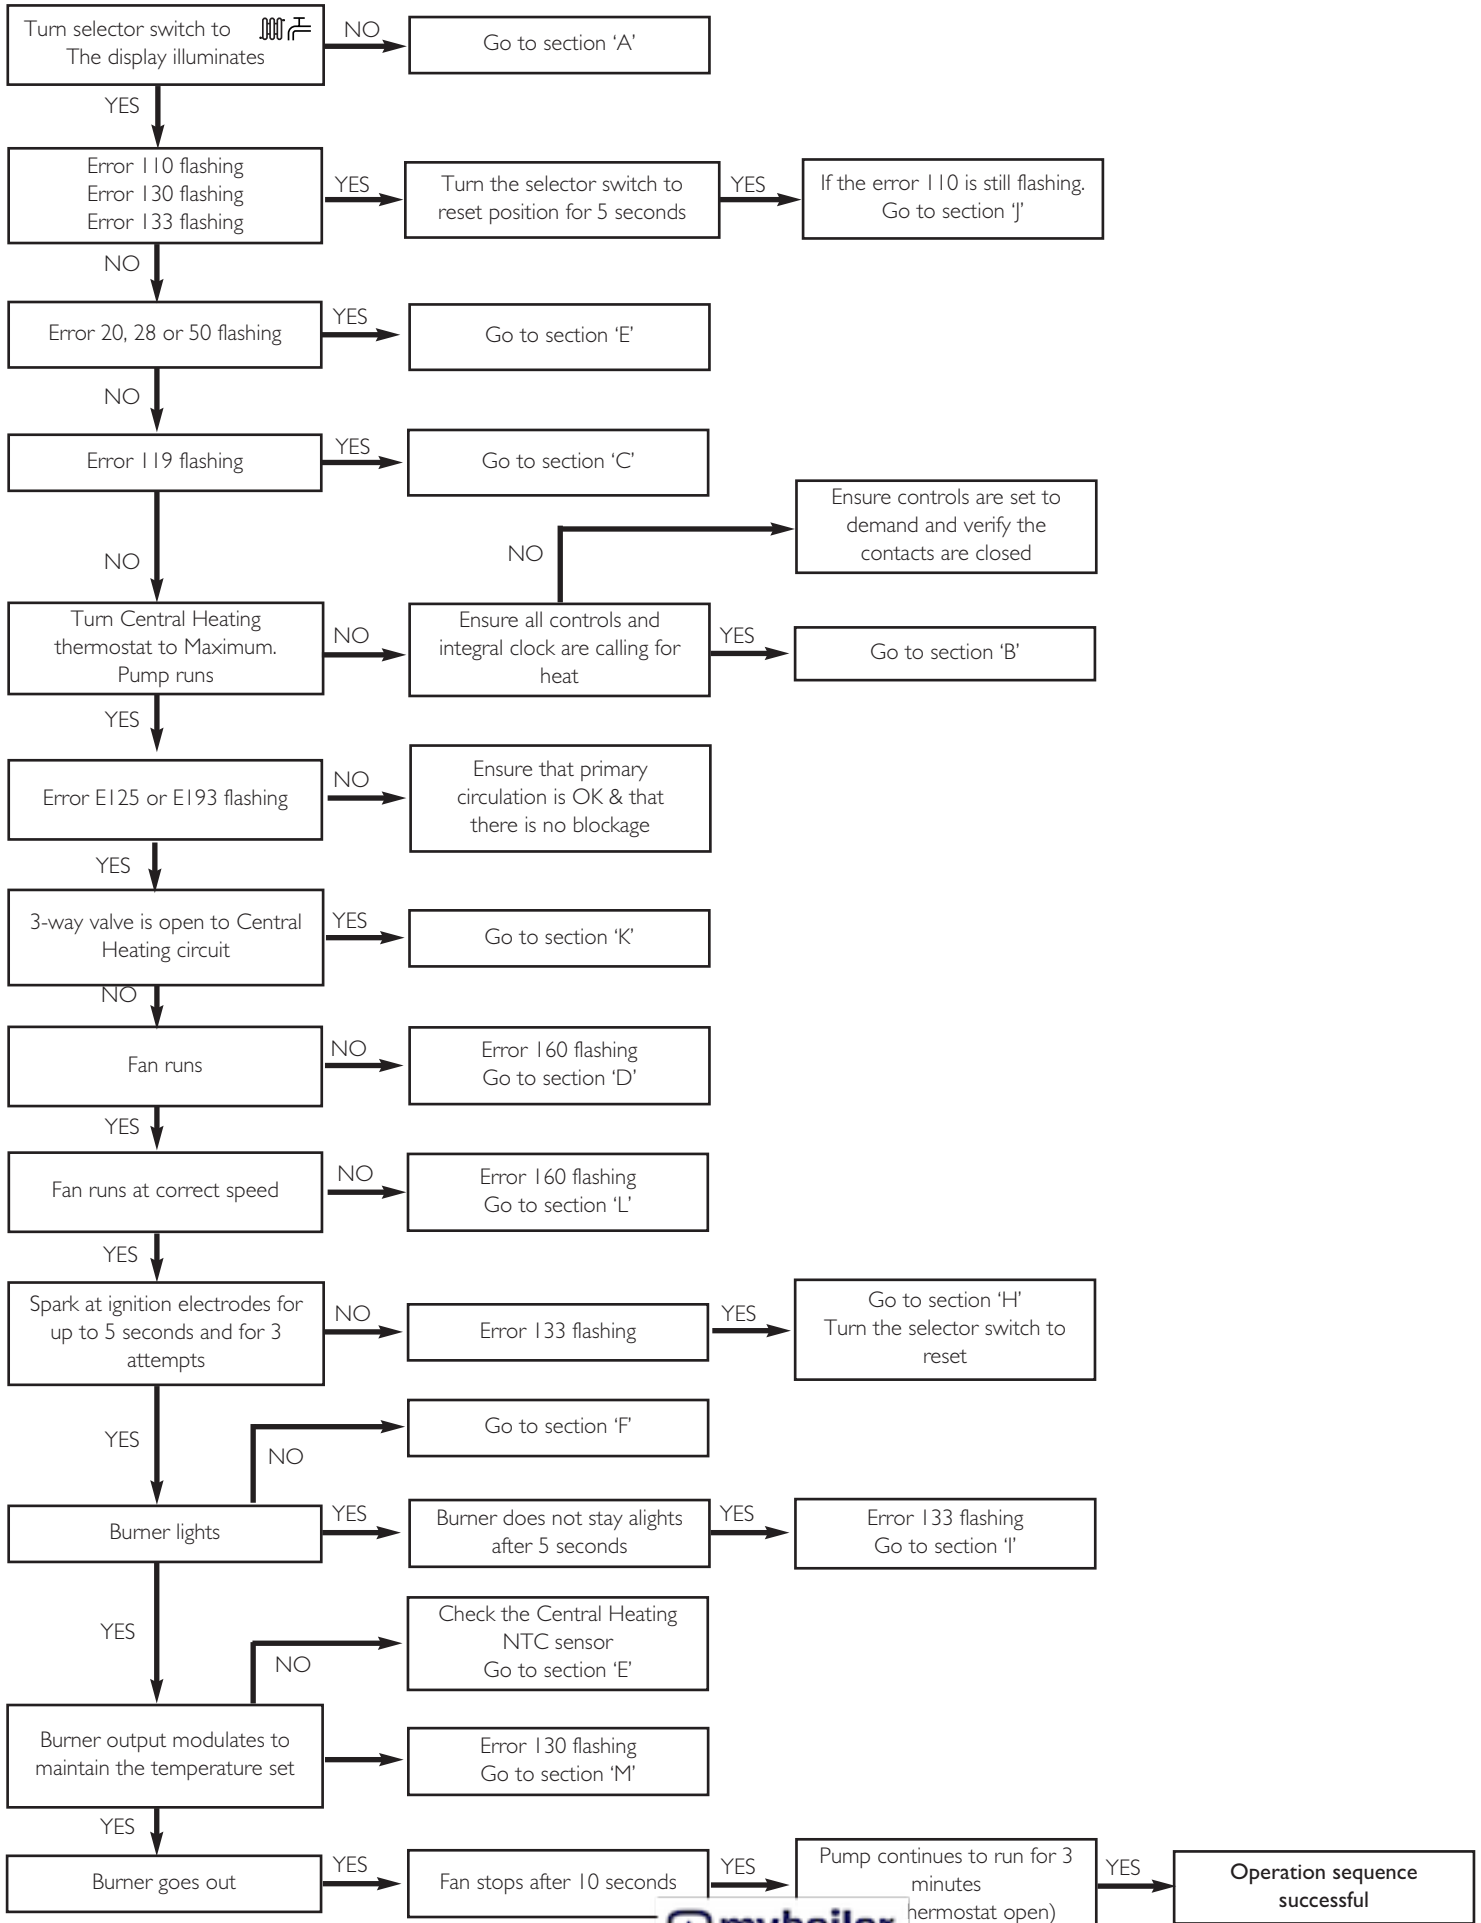 Turn selector switch to
The display illuminates
NO
Go to section ‘A’
YES
Error 110 flashing
Error 130 flashing
Error 133 flashing
YES
Turn the selector switch to
reset position for 5 seconds
YES
If the error 110 is still flashing.
Go to section ‘J’
NO
Error 20, 28 or 50 flashing
YES
Go to section ‘E’
NO
Error 119 flashing
YES
Go to section ‘C’
NO
Turn Central Heating
thermostat to Maximum.
Pump runs
NO
Ensure all controls and
integral clock are calling for
heat
NO
Ensure controls are set to
demand and verify the
contacts are closed
YES
Go to section ‘B’
YES
Error E125 or E193 flashing
NO
Ensure that primary
circulation is OK & that
there is no blockage
YES
3-way valve is open to Central
Heating circuit
YES
Go to section ‘K’
NO
Fan runs
NO
Error 160 flashing
Go to section ‘D’
YES
Fan runs at correct speed
NO
Error 160 flashing
Go to section ‘L’
YES
Spark at ignition electrodes for
up to 5 seconds and for 3
attempts
NO
Error 133 flashing
YES
Go to section ‘H’
Turn the selector switch to
reset
YES
NO
Go to section ‘F’
Burner lights
YES
Burner does not stay alights
after 5 seconds
YES
Error 133 flashing
Go to section ‘I’
YES
NO
Check the Central Heating
NTC sensor
Go to section ‘E’
Burner output modulates to
maintain the temperature set
Error 130 flashing
Go to section ‘M’
YES
Burner goes out
YES
Fan stops after 10 seconds
YES
Pump continues to run for 3
minutes
hermostat open)
YES
Operation sequence
successful
myboiler